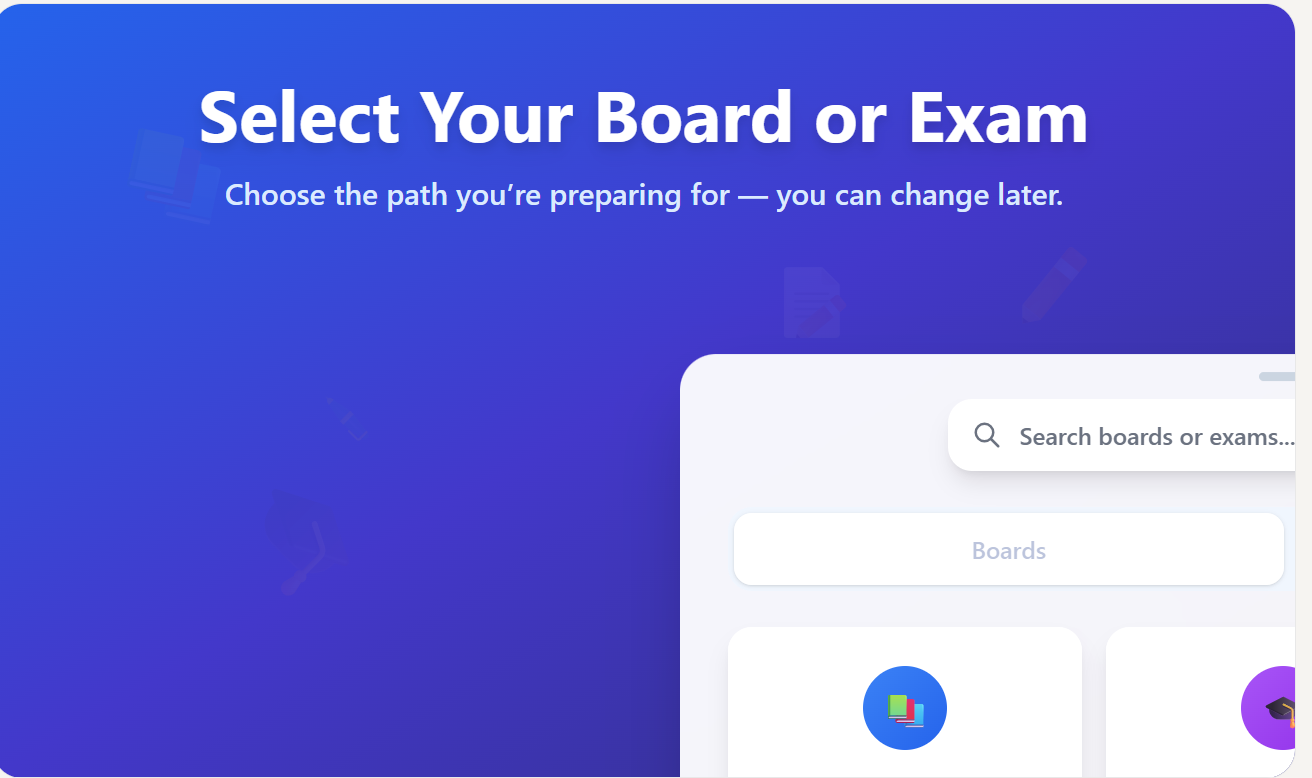 Select Your Board or Exam
Choose the path you’re preparing for — you can change later.
Search boards or exams...
Boards